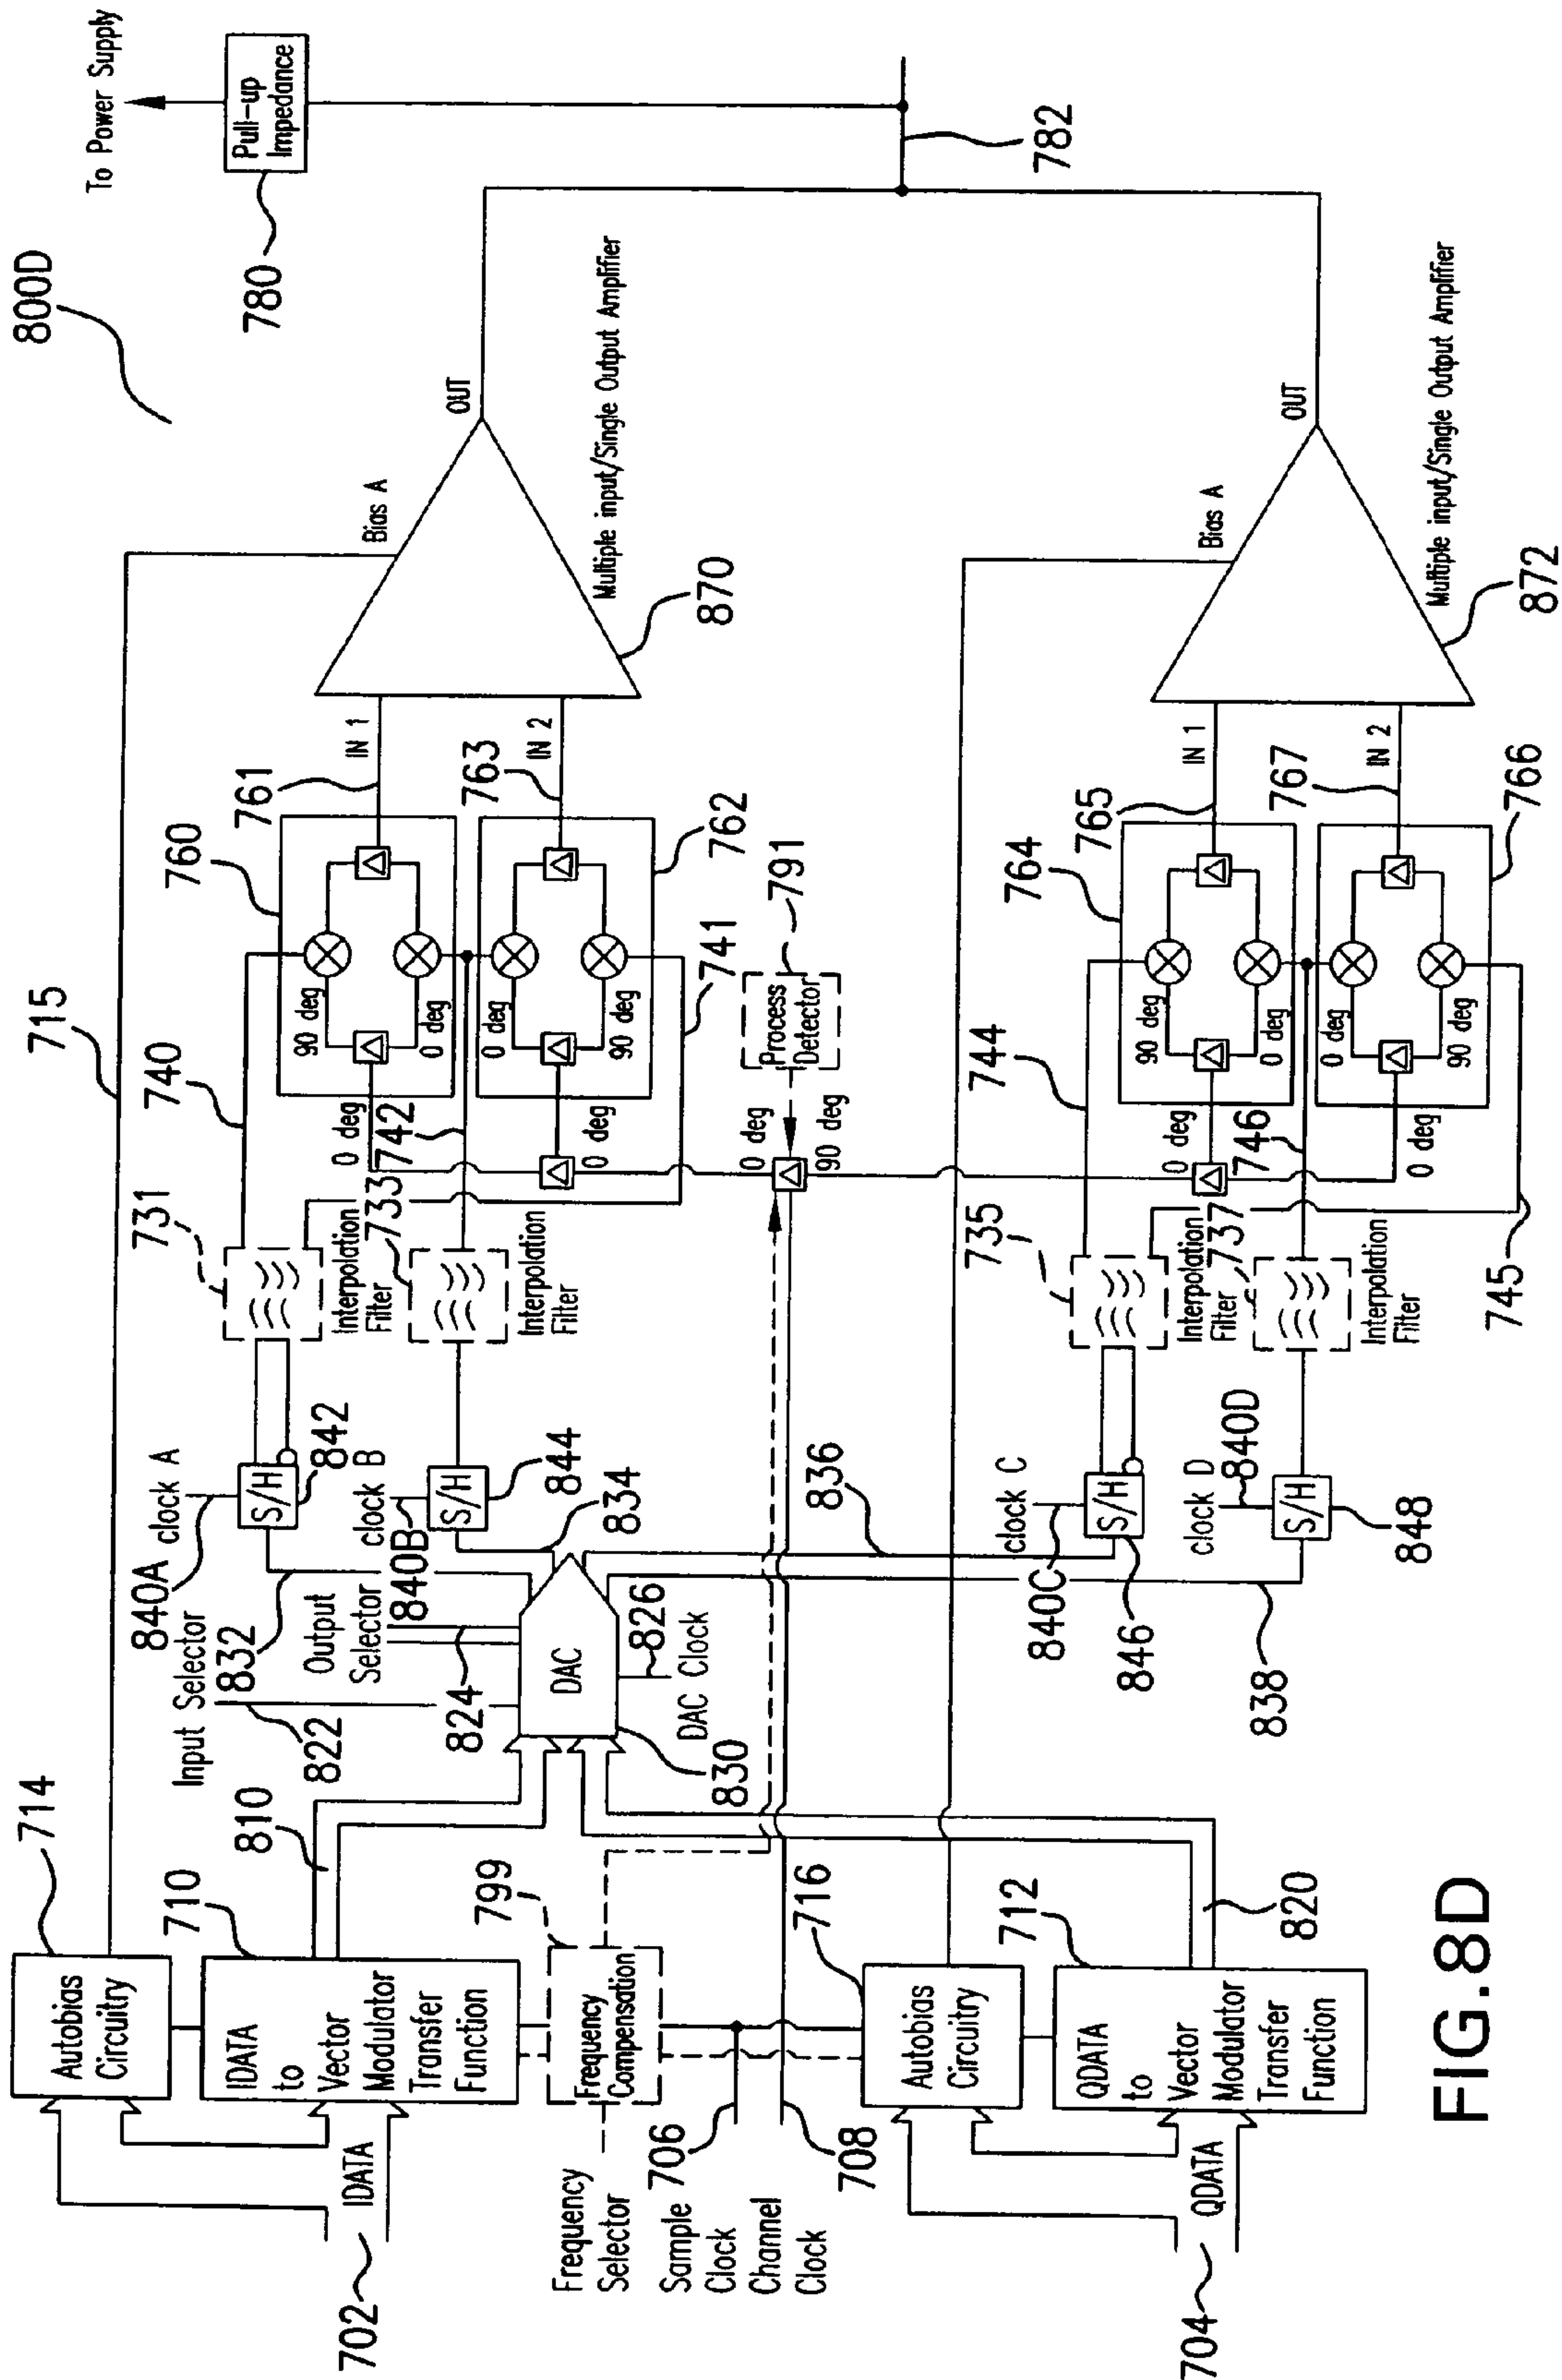 800D
To Power Supply
Pull-up
Impedance
780
782
714
Autobias
Circuitry
715
Bias A
OUT
Multiple input/Single Output Amplifier
870
702
IDATA
710
IDATA
to
Vector
Modulator
Transfer
Function
810
Input Selector
822
Output
Selector
824
DAC
830
826
DAC Clock
832
834
836
838
840A
clock A
S/H
842
840B
clock B
S/H
844
731
Interpolation
Filter
733
Interpolation
Filter
740
742
741
760
761
IN 1
90 deg
0 deg
0 deg
90 deg
0 deg
0 deg
763
IN 2
762
791
Process
Detector
0 deg
90 deg
799
Frequency
Compensation
Frequency
Selector
706
Sample
Clock
708
Channel
Clock
716
Autobias
Circuitry
704
QDATA
712
QDATA
to
Vector
Modulator
Transfer
Function
820
840C
clock C
S/H
846
clock D
840D
S/H
848
735
Interpolation
Filter
737
Interpolation
Filter
744
746
745
764
765
IN 1
90 deg
0 deg
0 deg
90 deg
0 deg
0 deg
767
IN 2
766
Bias A
OUT
Multiple input/Single Output Amplifier
872
FIG.8D